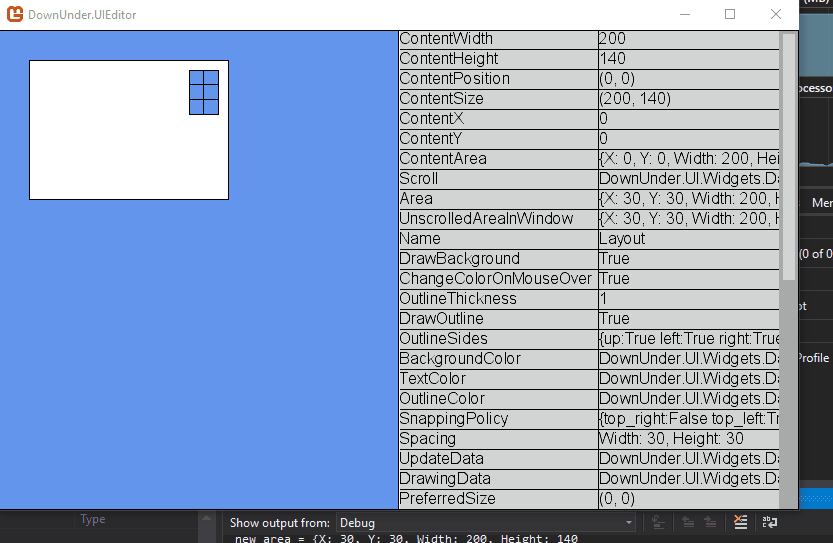 DownUnder.UIEditor
ContentWidth 200
ContentHeight 140
ContentPosition (0, 0)
ContentSize (200, 140)
ContentX 0
ContentY 0
ContentArea {X: 0, Y: 0, Width: 200, Hei
Scroll DownUnder.UI.Widgets.Da
Area {X: 30, Y: 30, Width: 200, H
UnscrolledAreaInWindow {X: 30, Y: 30, Width: 200, H
Name Layout
DrawBackground True
ChangeColorOnMouseOver True
OutlineThickness 1
DrawOutline True
OutlineSides {up:True left:True right:True
BackgroundColor DownUnder.UI.Widgets.Da
TextColor DownUnder.UI.Widgets.Da
OutlineColor DownUnder.UI.Widgets.Da
SnappingPolicy {top_right:False top_left:Tr
Spacing Width: 30, Height: 30
UpdateData DownUnder.UI.Widgets.Da
DrawingData DownUnder.UI.Widgets.Da
PreferredSize (0, 0)
ocesso
Mer
(0 of 0
ot
Profile
Type
Show output from: Debug
new area = {X: 30, Y: 30, Width: 200, Height: 140